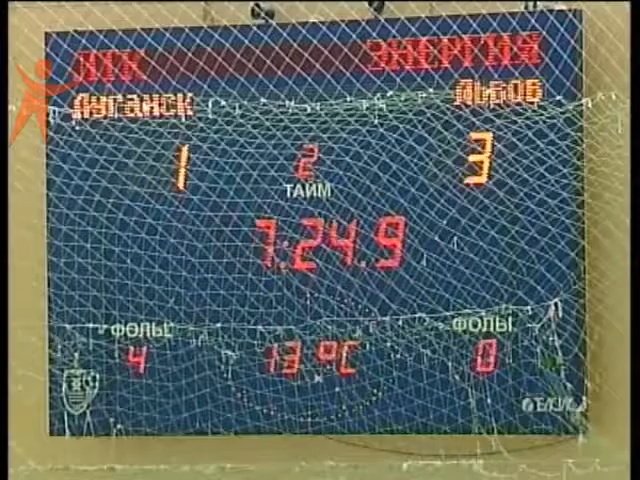 ЛТК ЭНЕРГИЯ
Луганск Львов
1 2 3
ТАЙМ
7:24.9
ФОЛЫ ФОЛЫ
4 13 °C 0